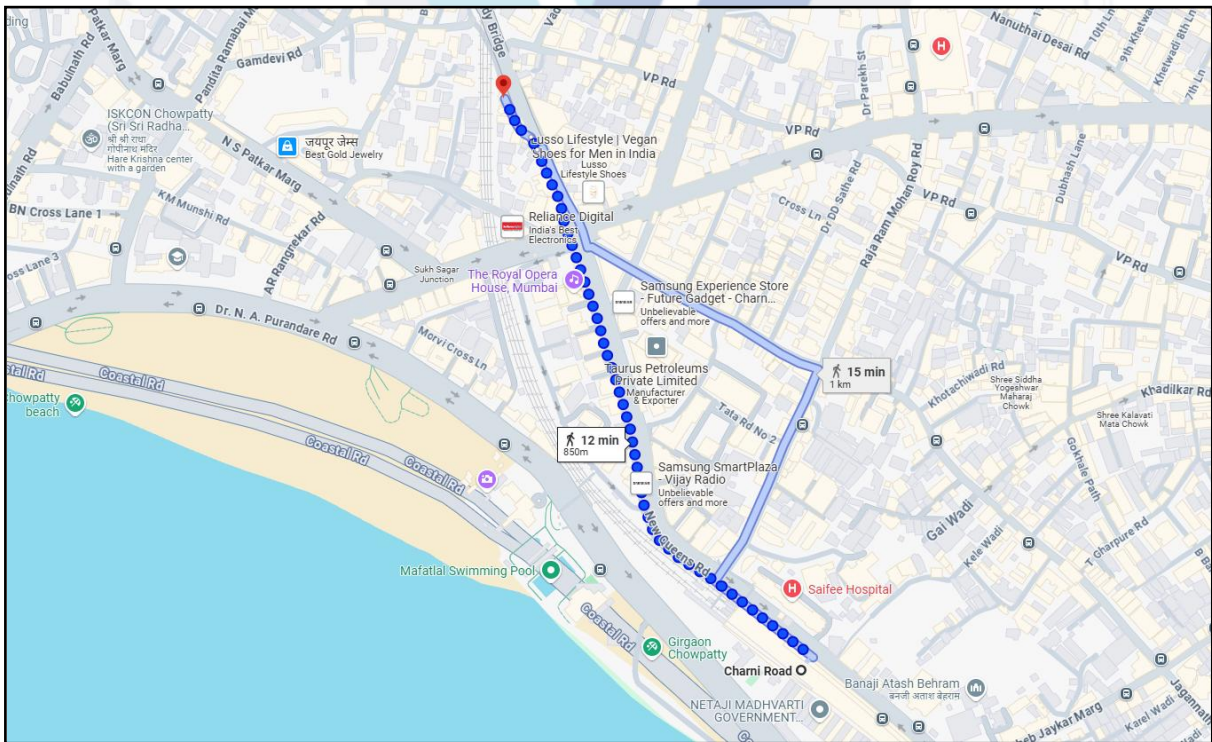 ding
Patkar Marg
Babulnath Rd
Pandita Ramabai
Gamdevi Rd
dy Bridge
VP Rd
Nanubhai Desai Rd
10th Ln
9th Khetwadi
Khetwadi 8th Ln
7th Ln
Dr Parekh St
H
ISKCON Chowpatty
(Sri Sri Radha...
श्री श्री राधा
गोपीनाथ मंदिर
Hare Krishna center
with a garden
जयपूर जेम्स
Best Gold Jewelry
N S Patkar Marg
Lusso Lifestyle | Vegan
Shoes for Men in India
Lusso
Lifestyle Shoes
VP Rd
Dubhash Lane
ulnath Rd
KM Munshi Rd
BN Cross Lane 1
Cross Ln
Dr DD Sathe Rd
Raja Ram Mohan Roy Rd
VP Rd
Reliance Digital
India's Best
Electronics
AR Rangnekar Rd
oss Lane 3
Sukh Sagar
Junction
The Royal Opera
House, Mumbai
Samsung Experience Store
- Future Gadget - Charn...
Unbelievable
offers and more
Dr. N. A. Purandare Rd
Morvi Cross Ln
Taurus Petroleums
Private Limited
Manufacturer
& Exporter
15 min
1 km
Khotachiwadi Rd
Shree Siddha
Yogeshwar
Maharaj
Chowk
Khadilkar Rd
Shree Kalavati
Mata Chowk
astal Rd
Coastal Rd
Chowpatty
beach
Tata Rd No 2
Coastal Rd
Coastal Rd
12 min
850m
Gokhale Path
Samsung SmartPlaza
- Vijay Radio
Unbelievable
offers and more
New Queens Rd
Gai Wadi
Kele Wadi
T Gharpure Rd
Mafatlal Swimming Pool
H
Saifee Hospital
Coastal Rd
Girgaon
Chowpatty
Charni Road
Banaji Atash Behram
बनजी अताश बेहराम
NETAJI MADHVARTI
GOVERNMENT...
Jagannath
Karel Wadi
heb Jaykar Marg